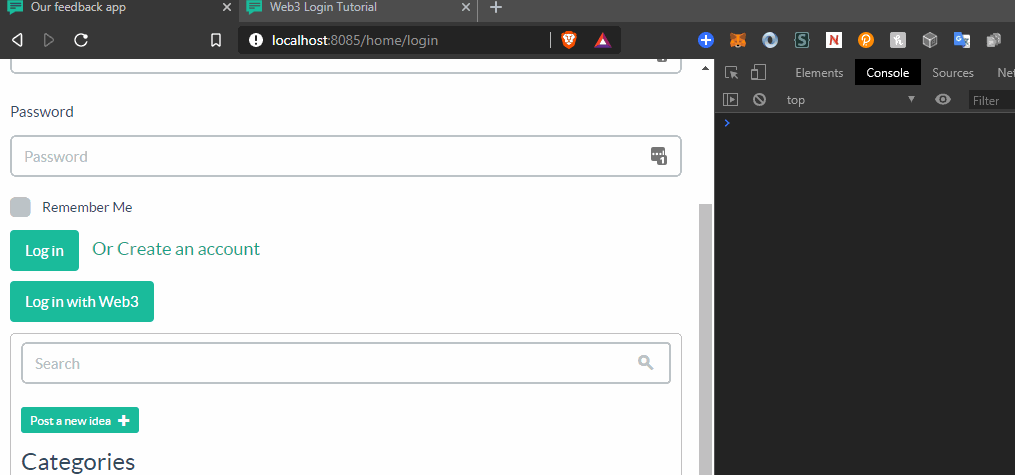 Our feedback app
Web3 Login Tutorial
localhost:8085/home/login
Elements Console Sources Net
top
Filter
Password
Password
Remember Me
Log in Or Create an account
Log in with Web3
Search
Post a new idea
Categories